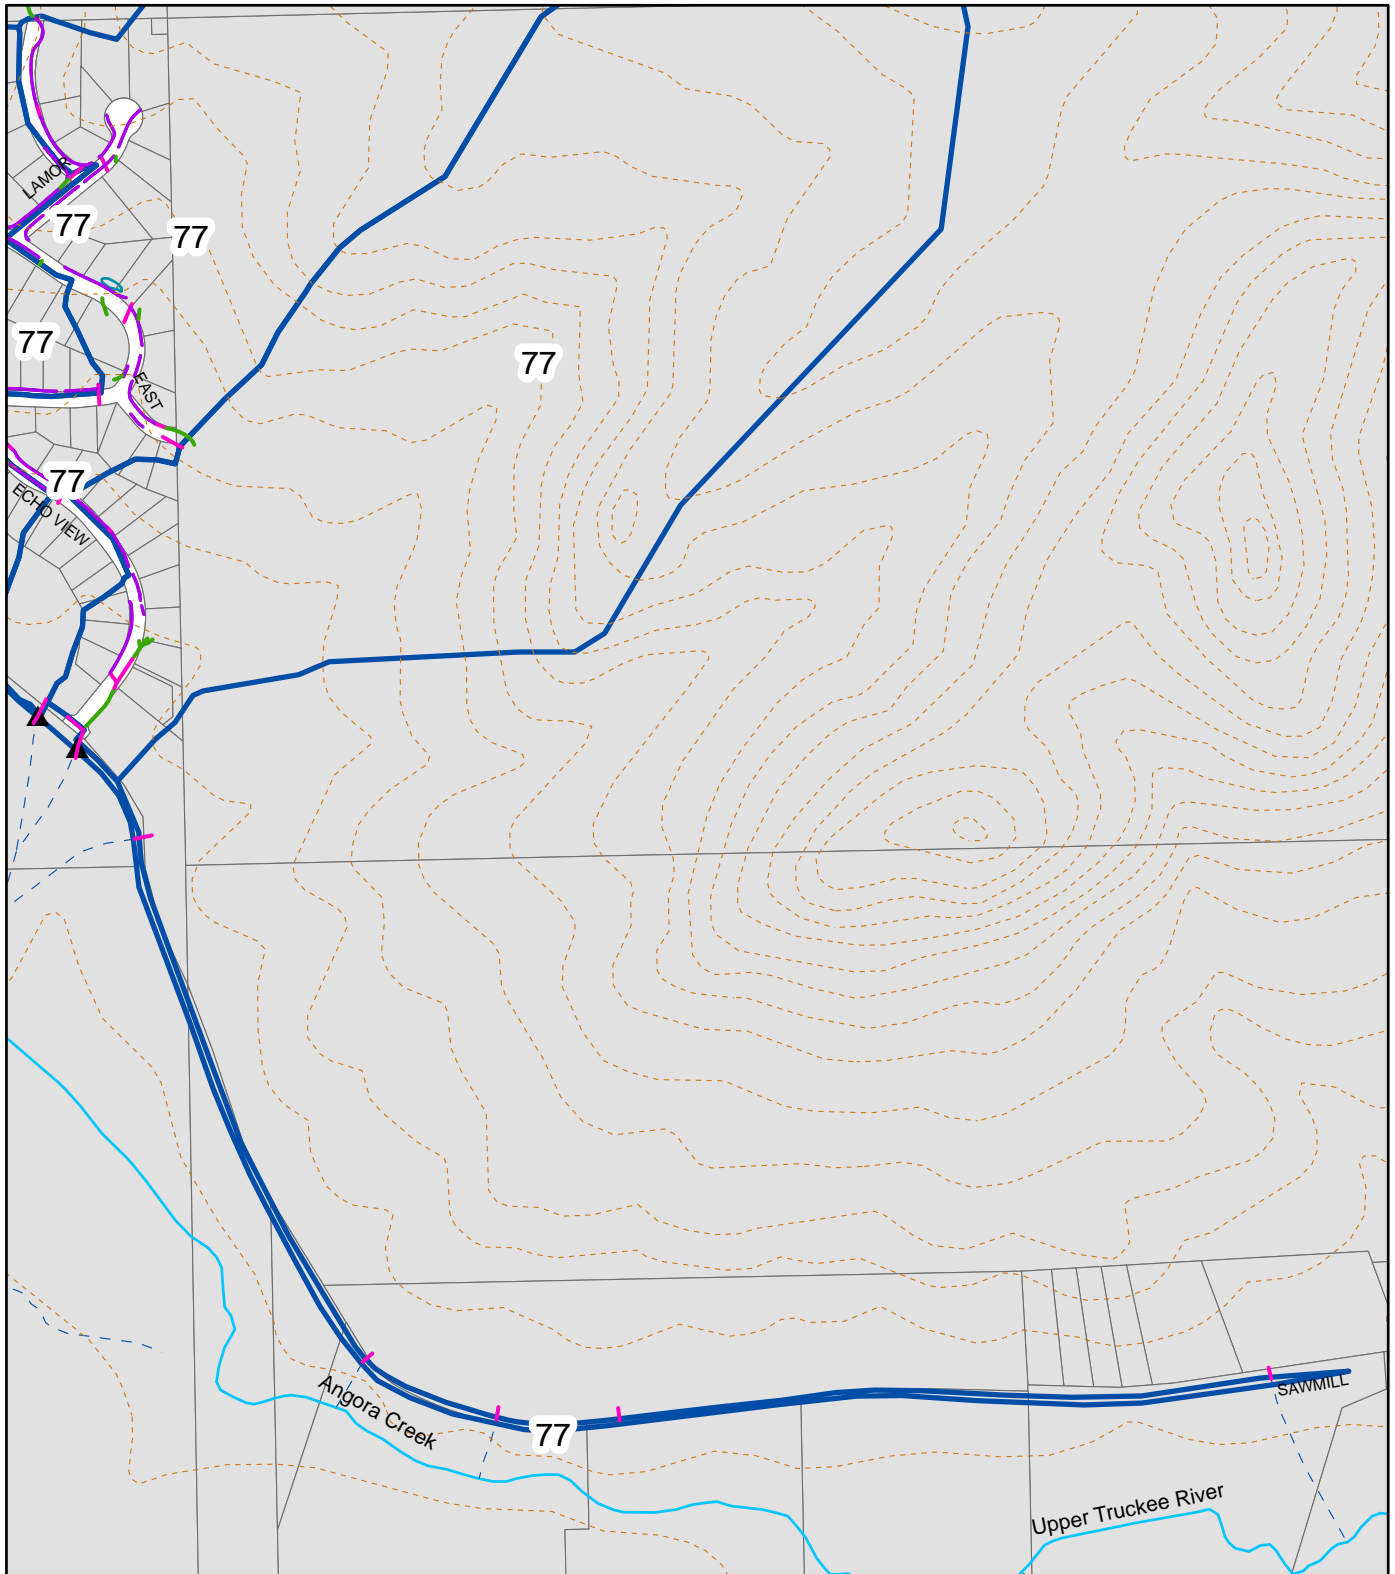 LAMOR
77
77
77
77
EAST
77
ECHO VIEW
Angora Creek
77
SAWMILL
Upper Truckee River